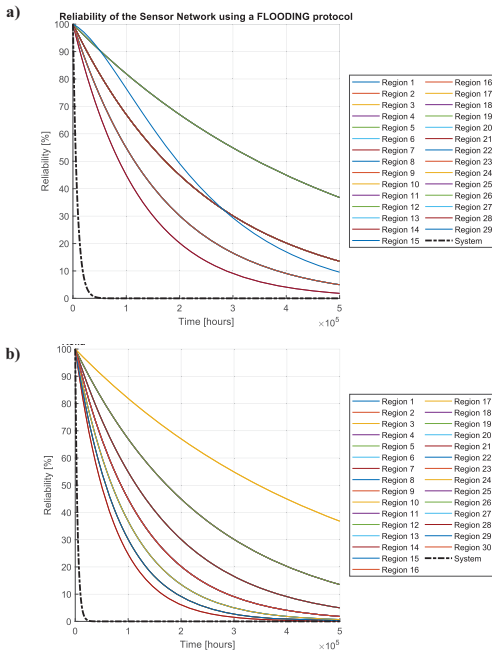 a)
Reliability of the Sensor Network using a FLOODING protocol
100
90
80
70
60
50
40
30
20
10
0
Reliability [%]
0 1 2 3 4 5
Time [hours]
×10⁵
Region 1 Region 16
Region 2 Region 17
Region 3 Region 18
Region 4 Region 19
Region 5 Region 20
Region 6 Region 21
Region 7 Region 22
Region 8 Region 23
Region 9 Region 24
Region 10 Region 25
Region 11 Region 26
Region 12 Region 27
Region 13 Region 28
Region 14 Region 29
Region 15 System
b)
100
90
80
70
60
50
40
30
20
10
0
Reliability [%]
0 1 2 3 4 5
Time [hours]
×10⁵
Region 1 Region 17
Region 2 Region 18
Region 3 Region 19
Region 4 Region 20
Region 5 Region 21
Region 6 Region 22
Region 7 Region 23
Region 8 Region 24
Region 9 Region 25
Region 10 Region 26
Region 11 Region 27
Region 12 Region 28
Region 13 Region 29
Region 14 Region 30
Region 15 System
Region 16